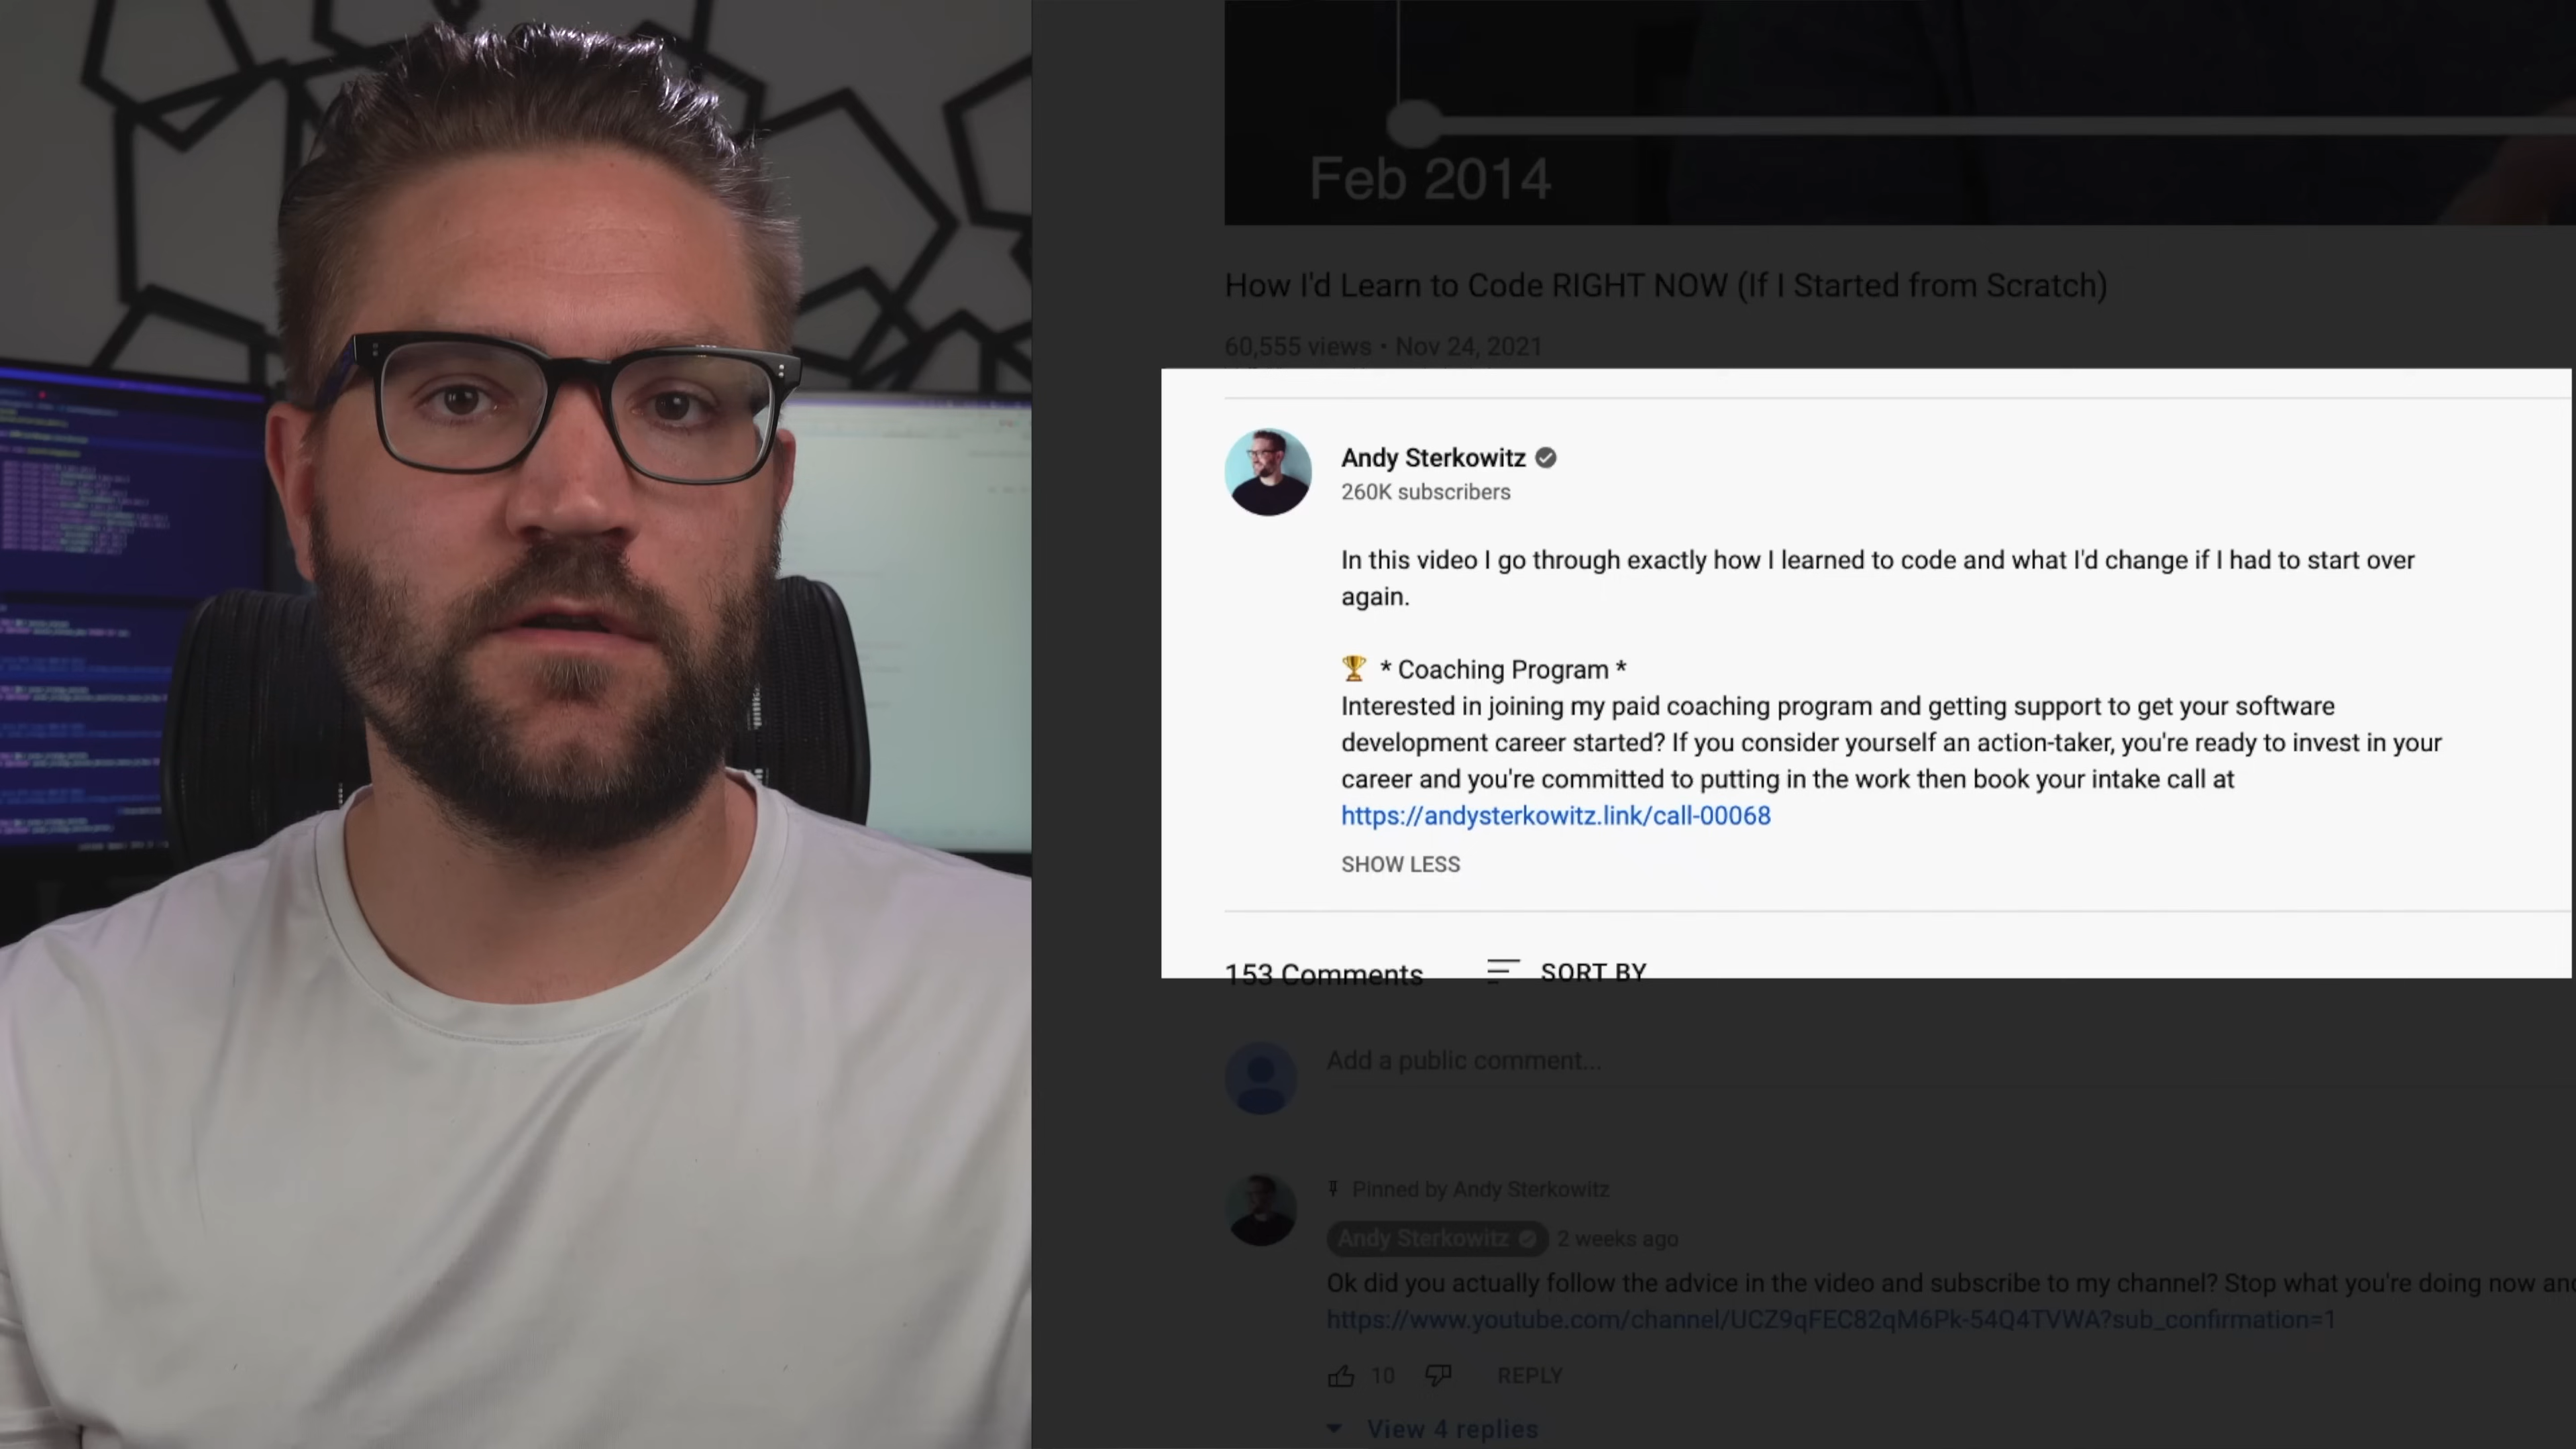 Feb 2014
How I'd Learn to Code RIGHT NOW (If I Started from Scratch)
60,555 views • Nov 24, 2021
Andy Sterkowitz
260K subscribers
In this video I go through exactly how I learned to code and what I'd change if I had to start over
again.
🏆 * Coaching Program *
Interested in joining my paid coaching program and getting support to get your software
development career started? If you consider yourself an action-taker, you're ready to invest in your
career and you're committed to putting in the work then book your intake call at
https://andysterkowitz.link/call-00068
SHOW LESS
153 Comments SORT BY
Add a public comment...
Pinned by Andy Sterkowitz
Andy Sterkowitz 2 weeks ago
Ok did you actually follow the advice in the video and subscribe to my channel? Stop what you're doing now and
https://www.youtube.com/channel/UCZ9qFEC82qM6Pk-54Q4TVWA?sub_confirmation=1
10 REPLY
View 4 replies